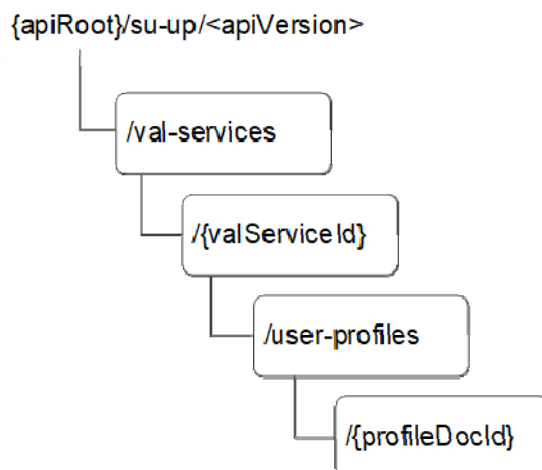 {apiRoot}/su-up/<apiVersion>
/val-services
/{valServiceId}
/user-profiles
/{profileDocId}